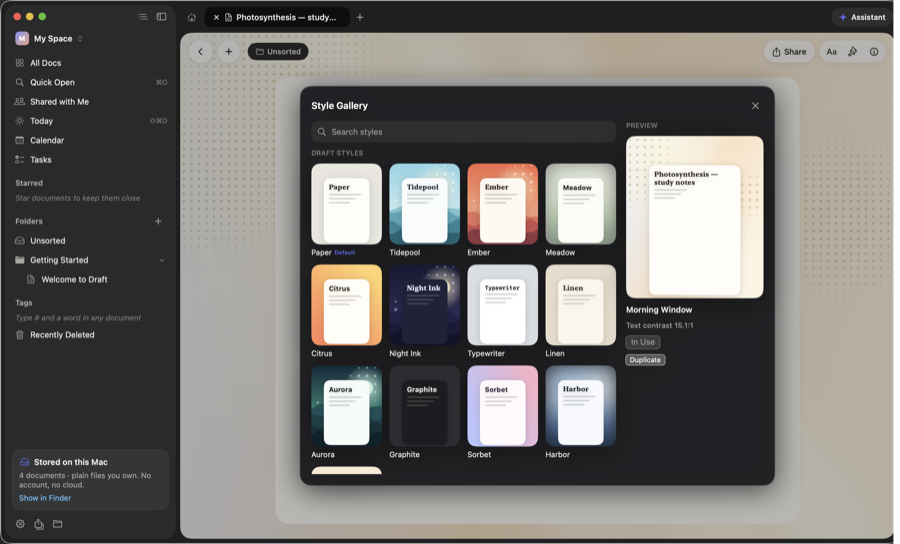 Photosynthesis — study...
Assistant
M
My Space
All Docs
Quick Open
⌘O
Shared with Me
Today
⇧⌘D
Calendar
Tasks
Starred
Star documents to keep them close
Folders
Unsorted
Getting Started
Welcome to Draft
Tags
Type # and a word in any document
Recently Deleted
Stored on this Mac
4 documents · plain files you own. No
account, no cloud.
Show in Finder
Unsorted
Share
Aa
Style Gallery
Search styles
DRAFT STYLES
Paper
Tidepool
Ember
Meadow
Paper Default
Tidepool
Ember
Meadow
Citrus
Night Ink
Typewriter
Linen
Citrus
Night Ink
Typewriter
Linen
Aurora
Graphite
Sorbet
Harbor
Aurora
Graphite
Sorbet
Harbor
PREVIEW
Photosynthesis —
study notes
Morning Window
Text contrast 15.1:1
In Use
Duplicate